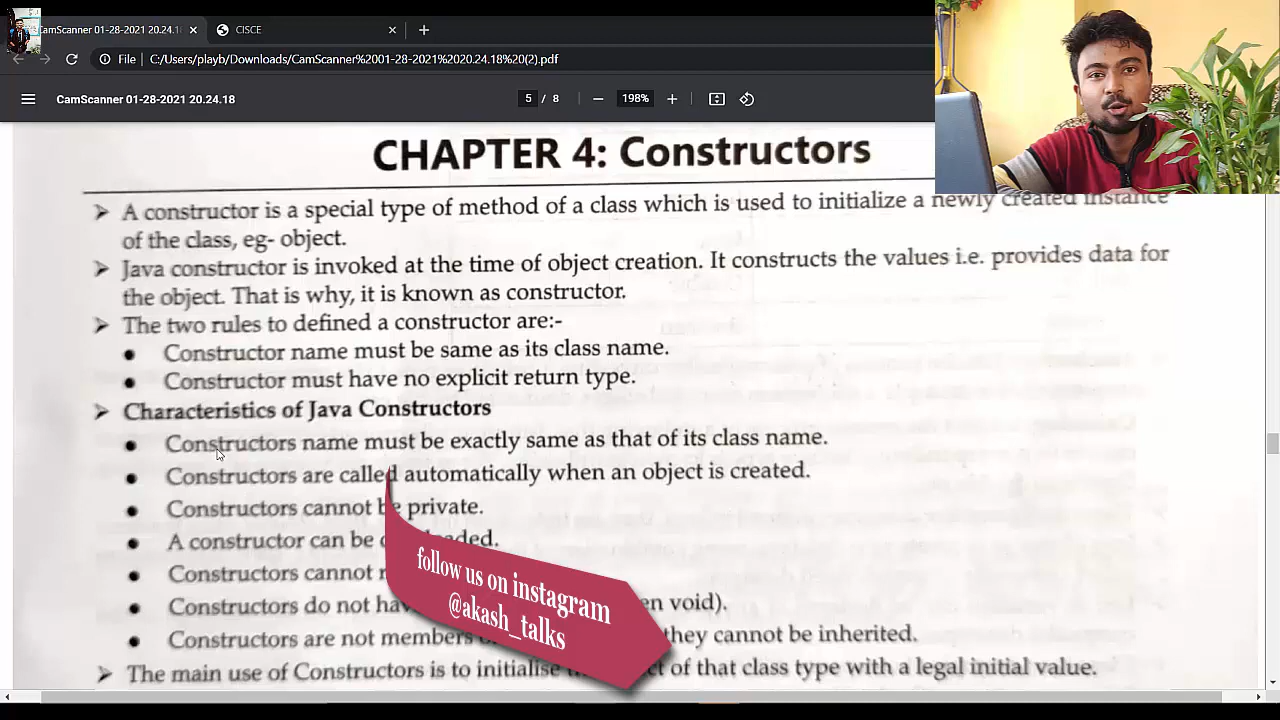 CamScanner 01-28-2021 20.24.1
CISCE
File
C:/Users/playb/Downloads/CamScanner%2001-28-2021%2020.24.18%20(2).pdf
CamScanner 01-28-2021 20.24.18
5 / 8
198%
CHAPTER 4: Constructors
A constructor is a special type of method of a class which is used to initialize a newly created instance
of the class, eg- object.
Java constructor is invoked at the time of object creation. It constructs the values i.e. provides data for
the object. That is why, it is known as constructor.
The two rules to defined a constructor are:-
Constructor name must be same as its class name.
Constructor must have no explicit return type.
Characteristics of Java Constructors
Constructors name must be exactly same as that of its class name.
Constructors are called automatically when an object is created.
Constructors cannot be private.
A constructor can be
Constructors cannot
Constructors do not void).
Constructors are not members they cannot be inherited.
The main use of Constructors is to initialise of that class type with a legal initial value.
follow us on instagram
@akash_talks